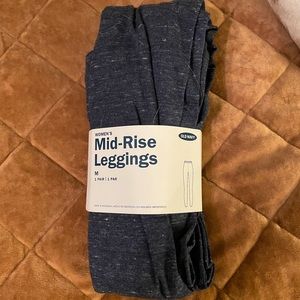 WOMEN'S
Mid-Rise
Leggings
OLD NAVY
M
1 PAIR | 1 PAR